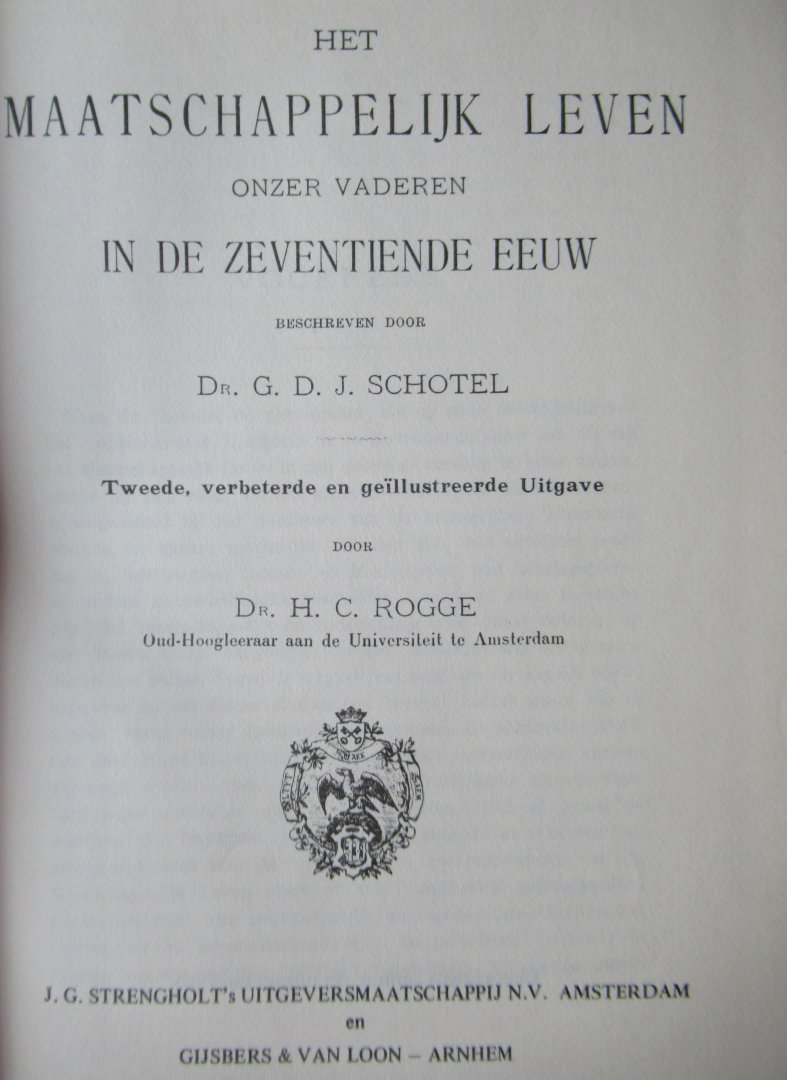 HET
MAATSCHAPPELIJK LEVEN
ONZER VADEREN
IN DE ZEVENTIENDE EEUW
BESCHREVEN DOOR
DR. G. D. J. SCHOTEL
Tweede, verbeterde en geïllustreerde Uitgave
DOOR
DR. H. C. ROGGE
Oud-Hoogleeraar aan de Universiteit te Amsterdam
ALTYT
J. G. STRENGHOLT's UITGEVERSMAATSCHAPPIJ N.V. AMSTERDAM
en
GIJSBERS & VAN LOON – ARNHEM